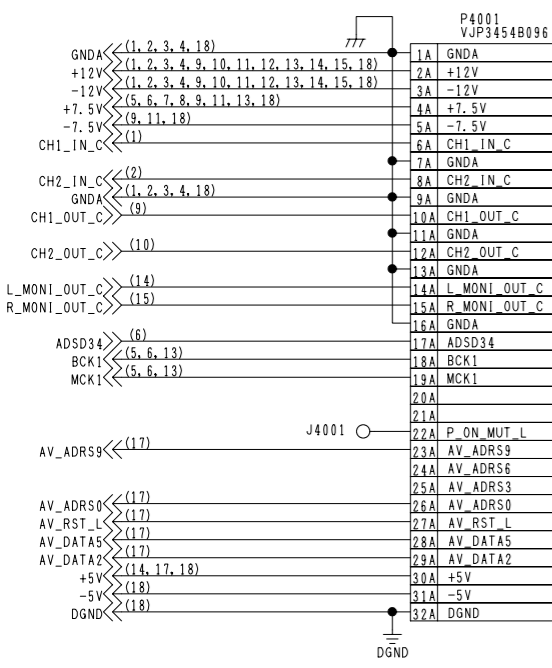 P4001
VJP3454B096
GNDA (1, 2, 3, 4, 18) 1A GNDA
+12V (1, 2, 3, 4, 9, 10, 11, 12, 13, 14, 15, 18) 2A +12V
-12V (1, 2, 3, 4, 9, 10, 11, 12, 13, 14, 15, 18) 3A -12V
+7.5V (5, 6, 7, 8, 9, 11, 13, 18) 4A +7.5V
-7.5V (9, 11, 18) 5A -7.5V
CH1_IN_C (1) 6A CH1_IN_C
7A GNDA
CH2_IN_C (2) 8A CH2_IN_C
GNDA (1, 2, 3, 4, 18) 9A GNDA
CH1_OUT_C (9) 10A CH1_OUT_C
11A GNDA
CH2_OUT_C (10) 12A CH2_OUT_C
13A GNDA
L_MONI_OUT_C (14) 14A L_MONI_OUT_C
R_MONI_OUT_C (15) 15A R_MONI_OUT_C
16A GNDA
ADSD34 (6) 17A ADSD34
BCK1 (5, 6, 13) 18A BCK1
MCK1 (5, 6, 13) 19A MCK1
20A
21A
J4001 22A P_ON_MUT_L
AV_ADRS9 (17) 23A AV_ADRS9
24A AV_ADRS6
25A AV_ADRS3
AV_ADRS0 (17) 26A AV_ADRS0
AV_RST_L (17) 27A AV_RST_L
AV_DATA5 (17) 28A AV_DATA5
AV_DATA2 (17) 29A AV_DATA2
+5V (14, 17, 18) 30A +5V
-5V (18) 31A -5V
DGND (18) 32A DGND
DGND